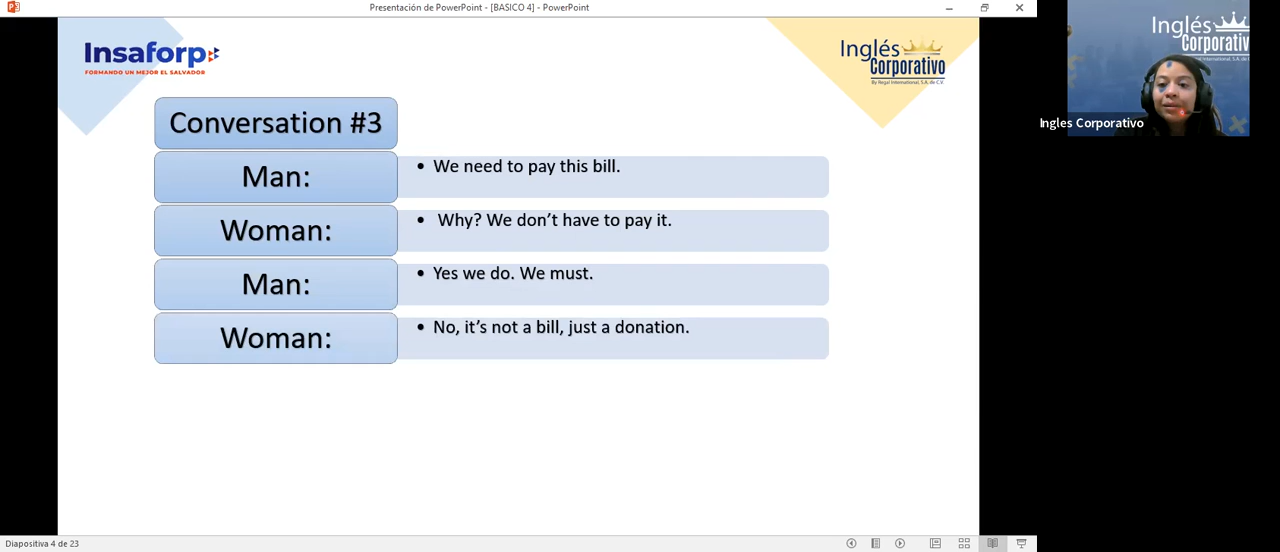 Presentación de PowerPoint - [BASICO 4] - PowerPoint
Insaforp
FORMANDO UN MEJOR EL SALVADOR
Inglés
Corporativo
By Regal International, S.A. de C.V.
Conversation #3
Man:
• We need to pay this bill.
Woman:
• Why? We don’t have to pay it.
Man:
• Yes we do. We must.
Woman:
• No, it’s not a bill, just a donation.
Diapositiva 4 de 23
Inglés
Corporativo
Ingles Corporativo